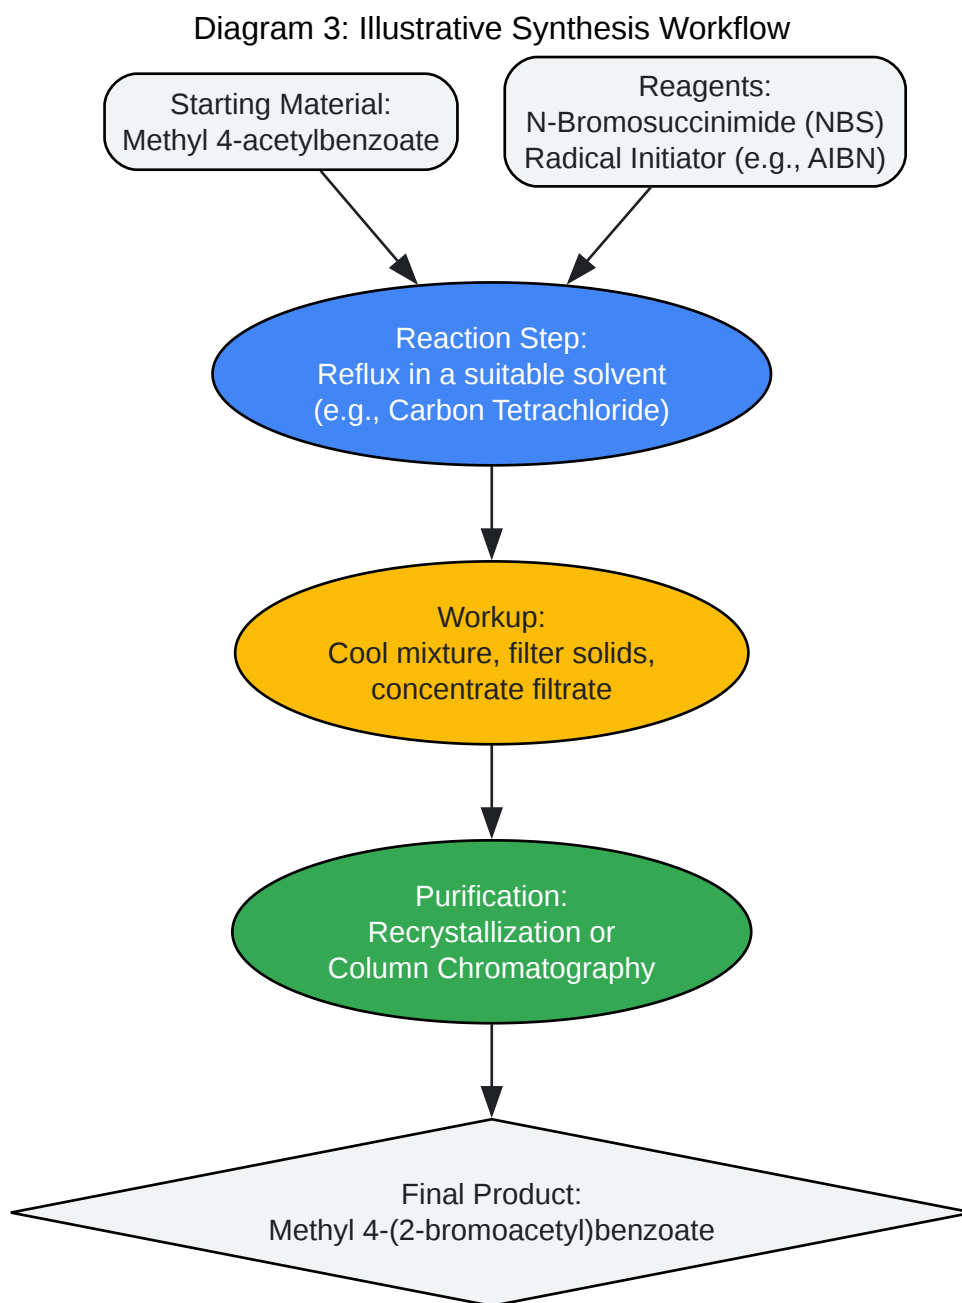 Diagram 3: Illustrative Synthesis Workflow
Starting Material:
Methyl 4-acetylbenzoate
Reagents:
N-Bromosuccinimide (NBS)
Radical Initiator (e.g., AIBN)
Reaction Step:
Reflux in a suitable solvent
(e.g., Carbon Tetrachloride)
Workup:
Cool mixture, filter solids,
concentrate filtrate
Purification:
Recrystallization or
Column Chromatography
Final Product:
Methyl 4-(2-bromoacetyl)benzoate